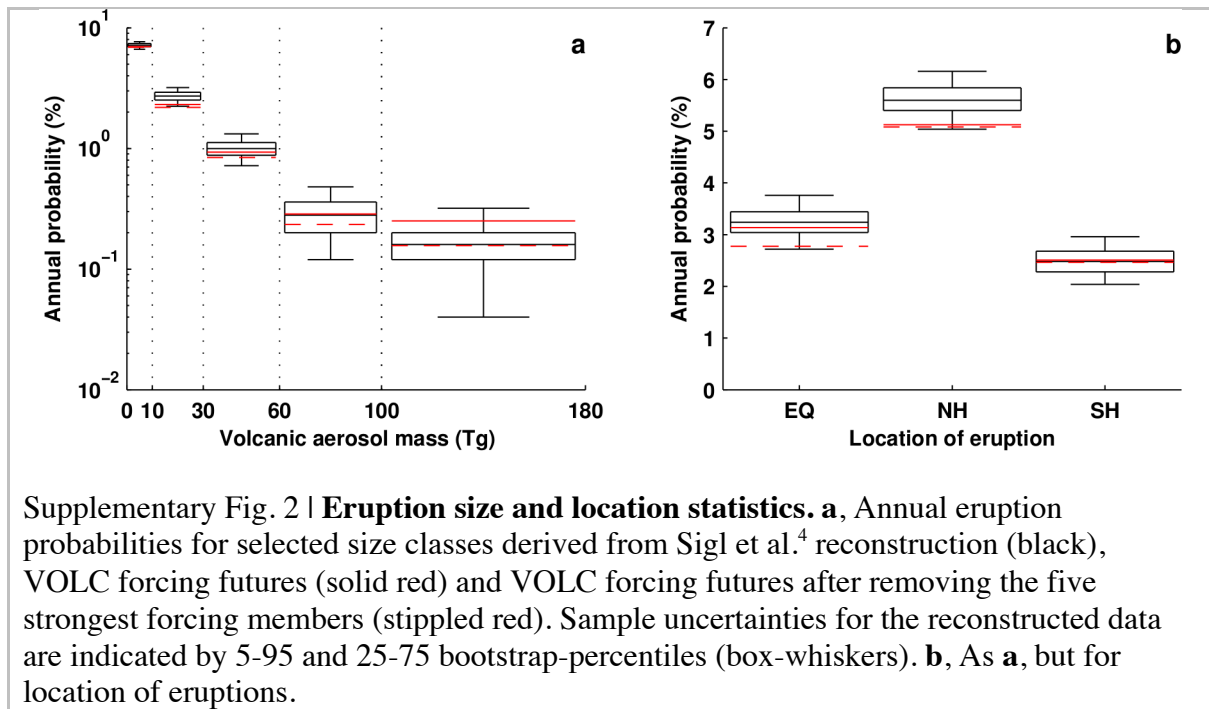 a
Annual probability (%)
10¹
10⁰
10⁻¹
10⁻²
0 10 30 60 100 180
Volcanic aerosol mass (Tg)
b
Annual probability (%)
7
6
5
4
3
2
1
0
EQ NH SH
Location of eruption
Supplementary Fig. 2 | Eruption size and location statistics. a, Annual eruption
probabilities for selected size classes derived from Sigl et al.⁴ reconstruction (black),
VOLC forcing futures (solid red) and VOLC forcing futures after removing the five
strongest forcing members (stippled red). Sample uncertainties for the reconstructed data
are indicated by 5-95 and 25-75 bootstrap-percentiles (box-whiskers). b, As a, but for
location of eruptions.